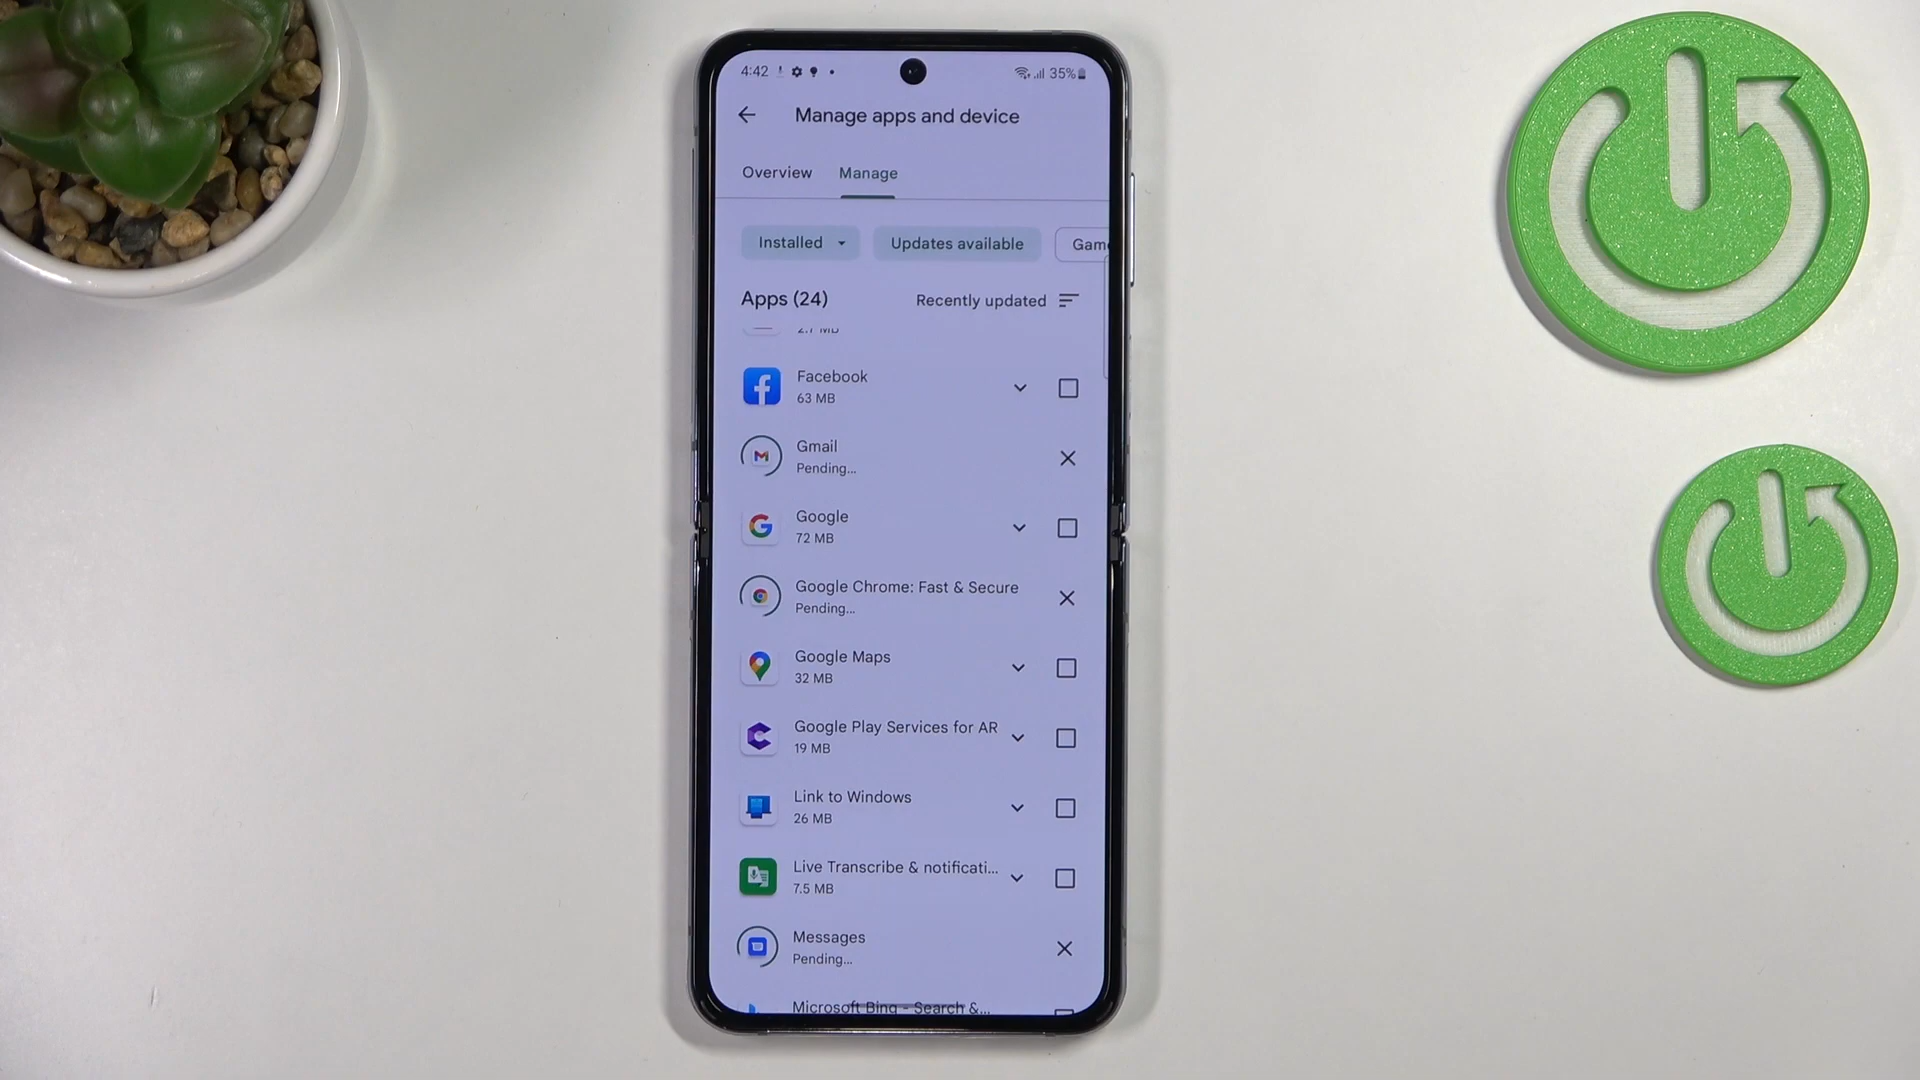 4:42
35%
Manage apps and device
Overview
Manage
Installed
Updates available
Gam
Apps (24)
Recently updated
2.7 MB
Facebook
63 MB
Gmail
Pending...
Google
72 MB
Google Chrome: Fast & Secure
Pending...
Google Maps
32 MB
Google Play Services for AR
19 MB
Link to Windows
26 MB
Live Transcribe & notificati...
7.5 MB
Messages
Pending...
Microsoft Bing - Search &...